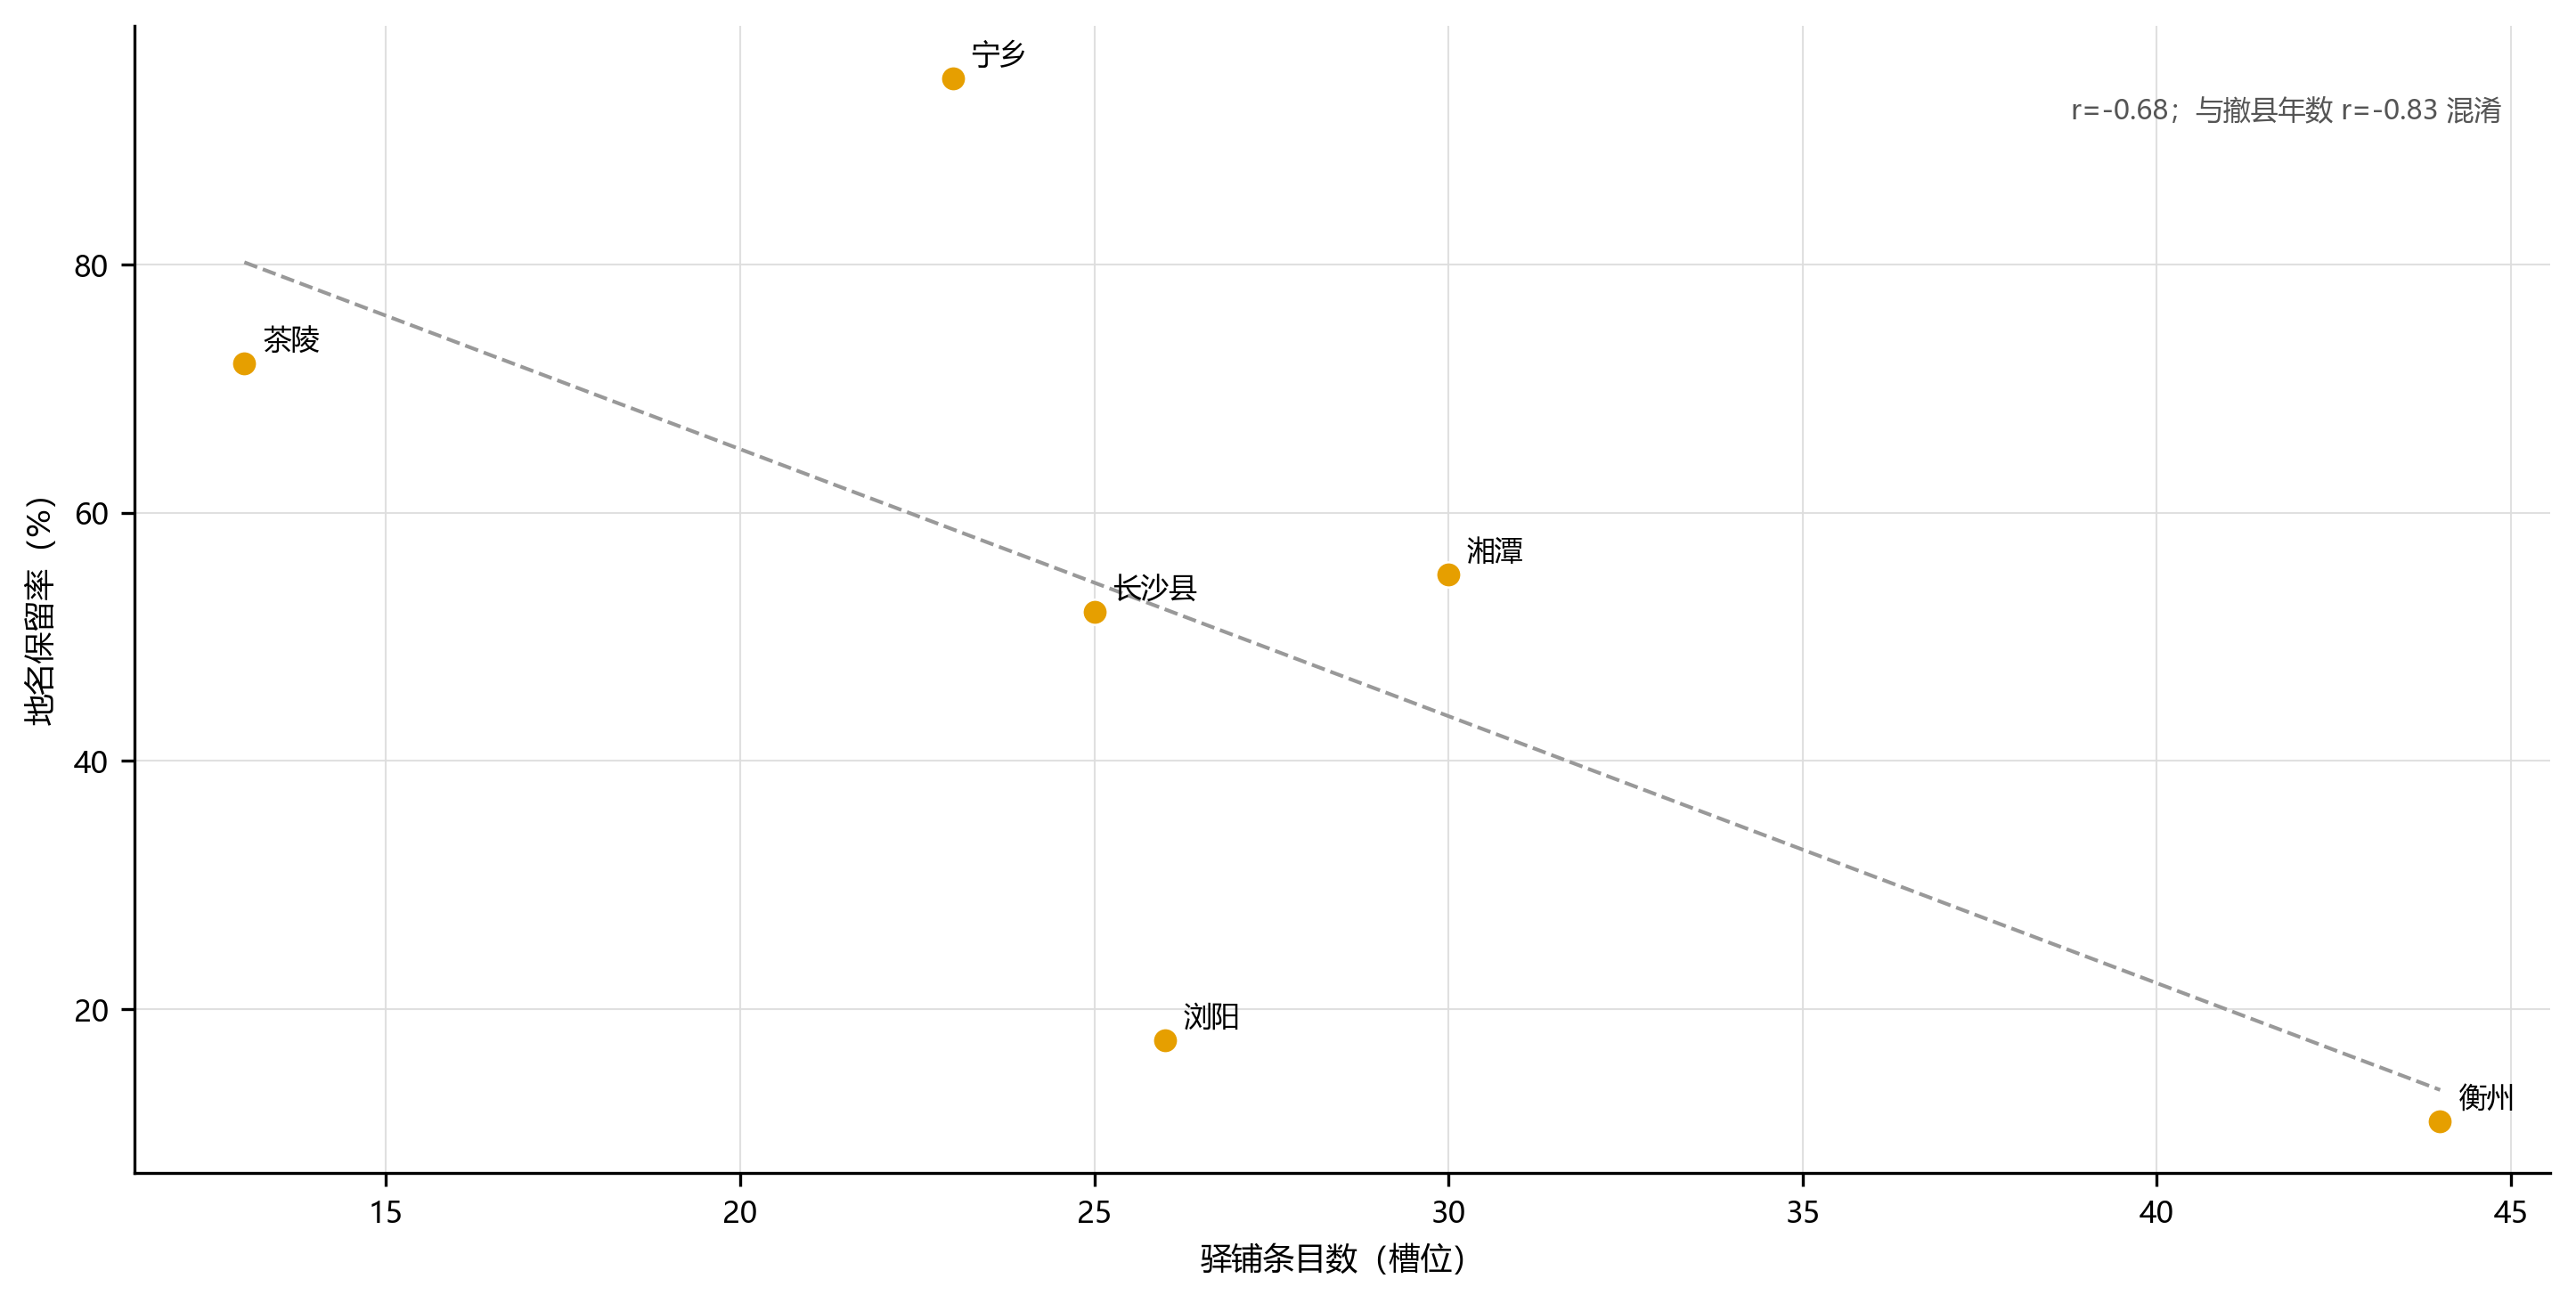 宁乡
r=-0.68；与撤县年数 r=-0.83 混淆
80
茶陵
地名保留率（%）
60
湘潭
长沙县
40
20
浏阳
衡州
15 20 25 30 35 40 45
驿铺条目数（槽位）